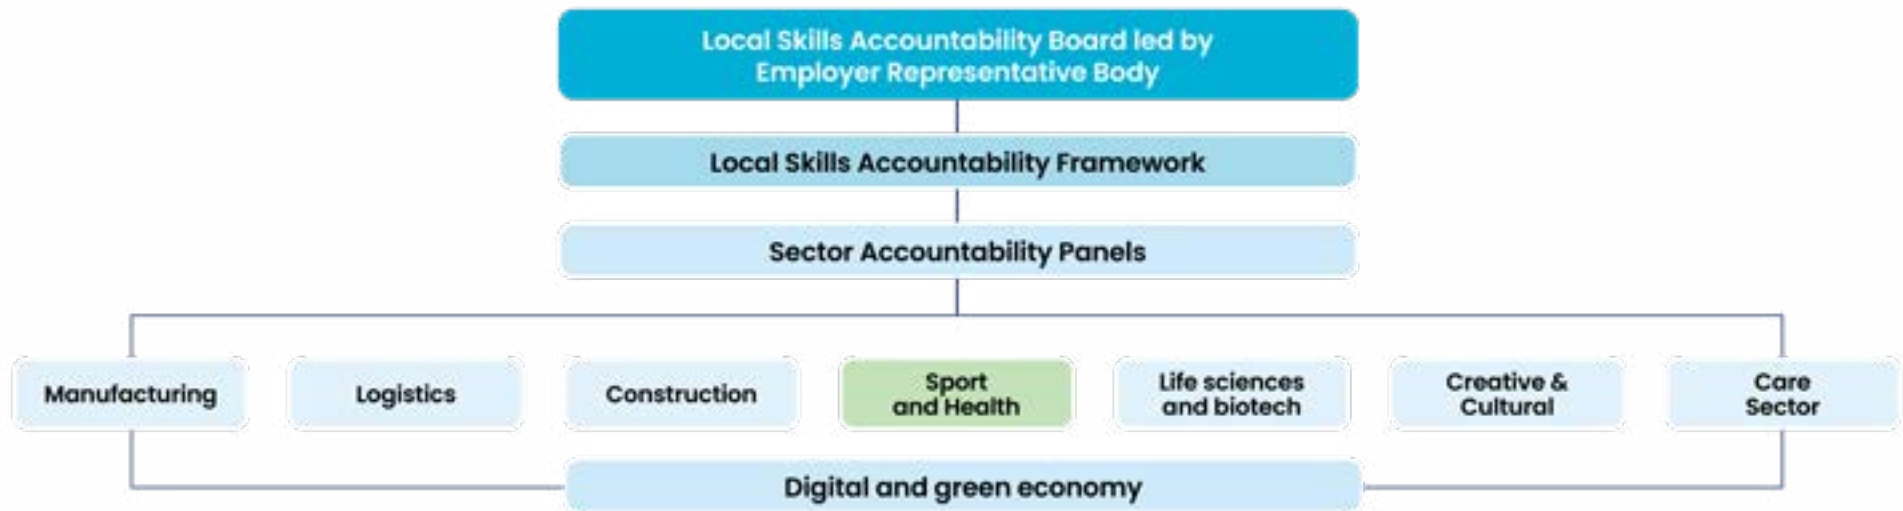 Local Skills Accountability Board led by
Employer Representative Body
Local Skills Accountability Framework
Sector Accountability Panels
Manufacturing
Logistics
Construction
Sport
and Health
Life sciences
and biotech
Creative &
Cultural
Care
Sector
Digital and green economy